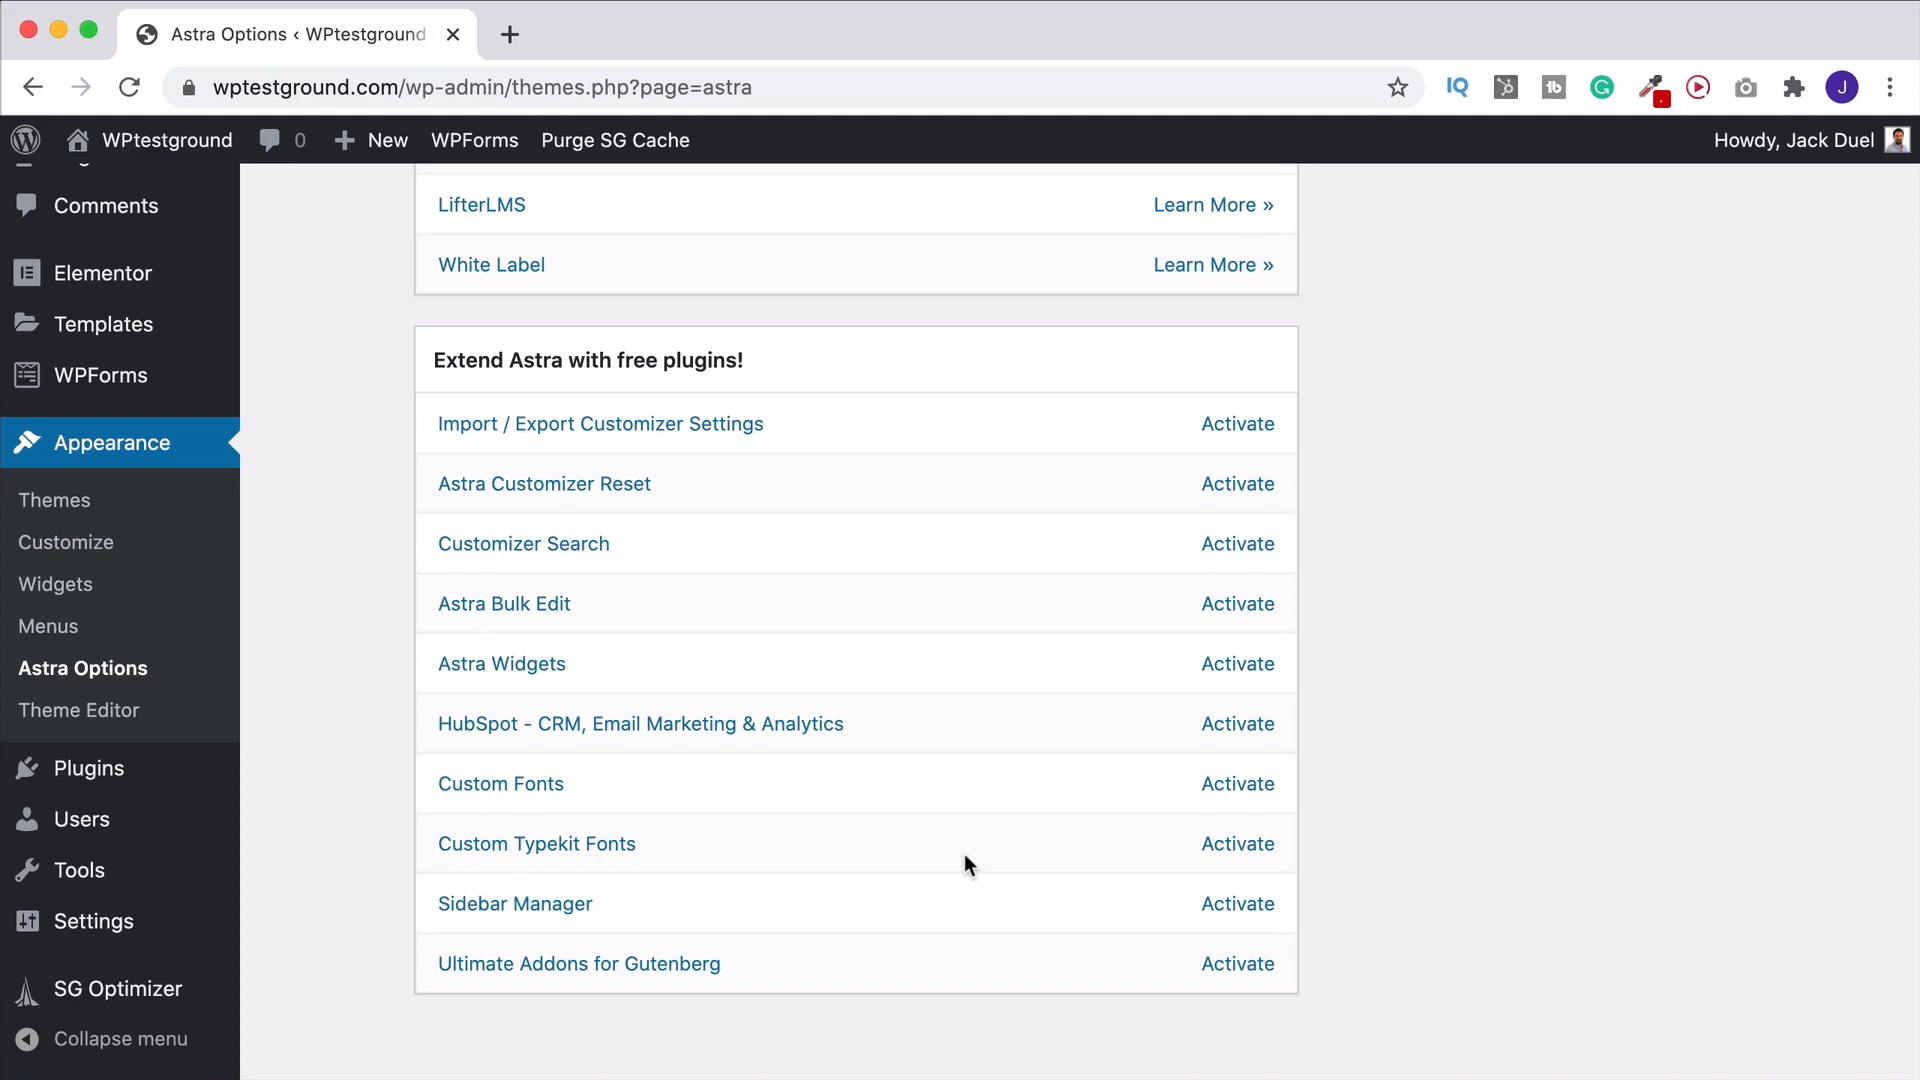 Astra Options ‹ WPtestground
wptestground.com/wp-admin/themes.php?page=astra
IQ
tb
G
J
WPtestground 0 New WPForms Purge SG Cache
Howdy, Jack Duel
Comments
Elementor
Templates
WPForms
Appearance
Themes
Customize
Widgets
Menus
Astra Options
Theme Editor
Plugins
Users
Tools
Settings
SG Optimizer
Collapse menu
LifterLMS Learn More »
White Label Learn More »
Extend Astra with free plugins!
Import / Export Customizer Settings Activate
Astra Customizer Reset Activate
Customizer Search Activate
Astra Bulk Edit Activate
Astra Widgets Activate
HubSpot - CRM, Email Marketing & Analytics Activate
Custom Fonts Activate
Custom Typekit Fonts Activate
Sidebar Manager Activate
Ultimate Addons for Gutenberg Activate